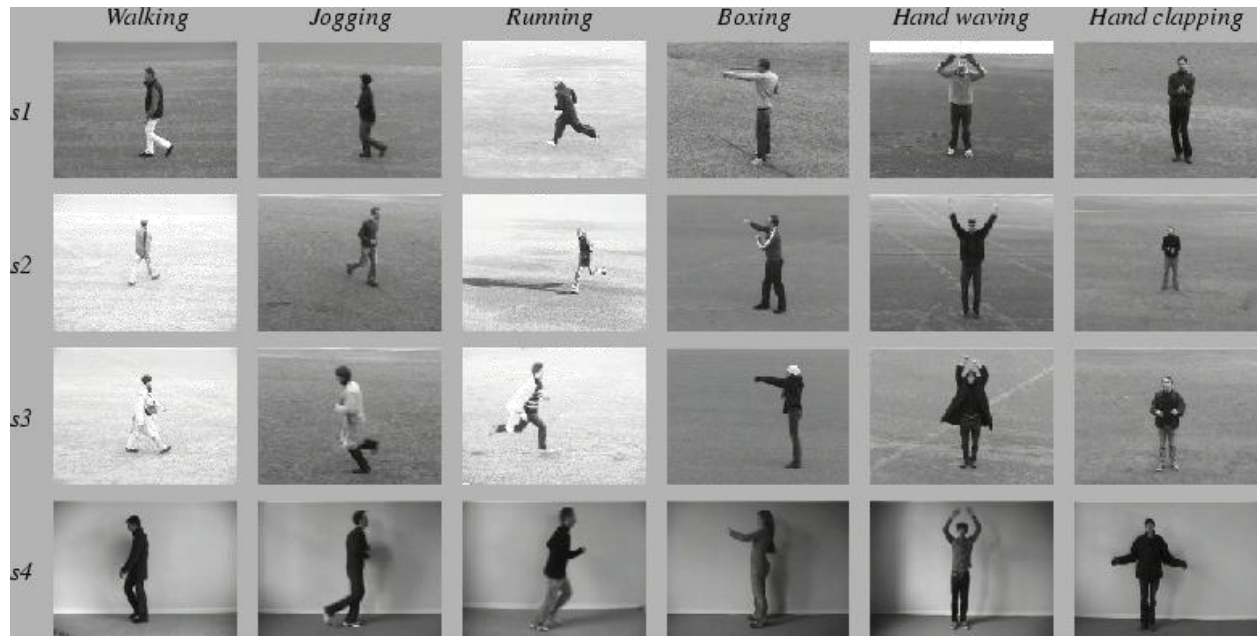 Walking Jogging Running Boxing Hand waving Hand clapping
s1
s2
s3
s4